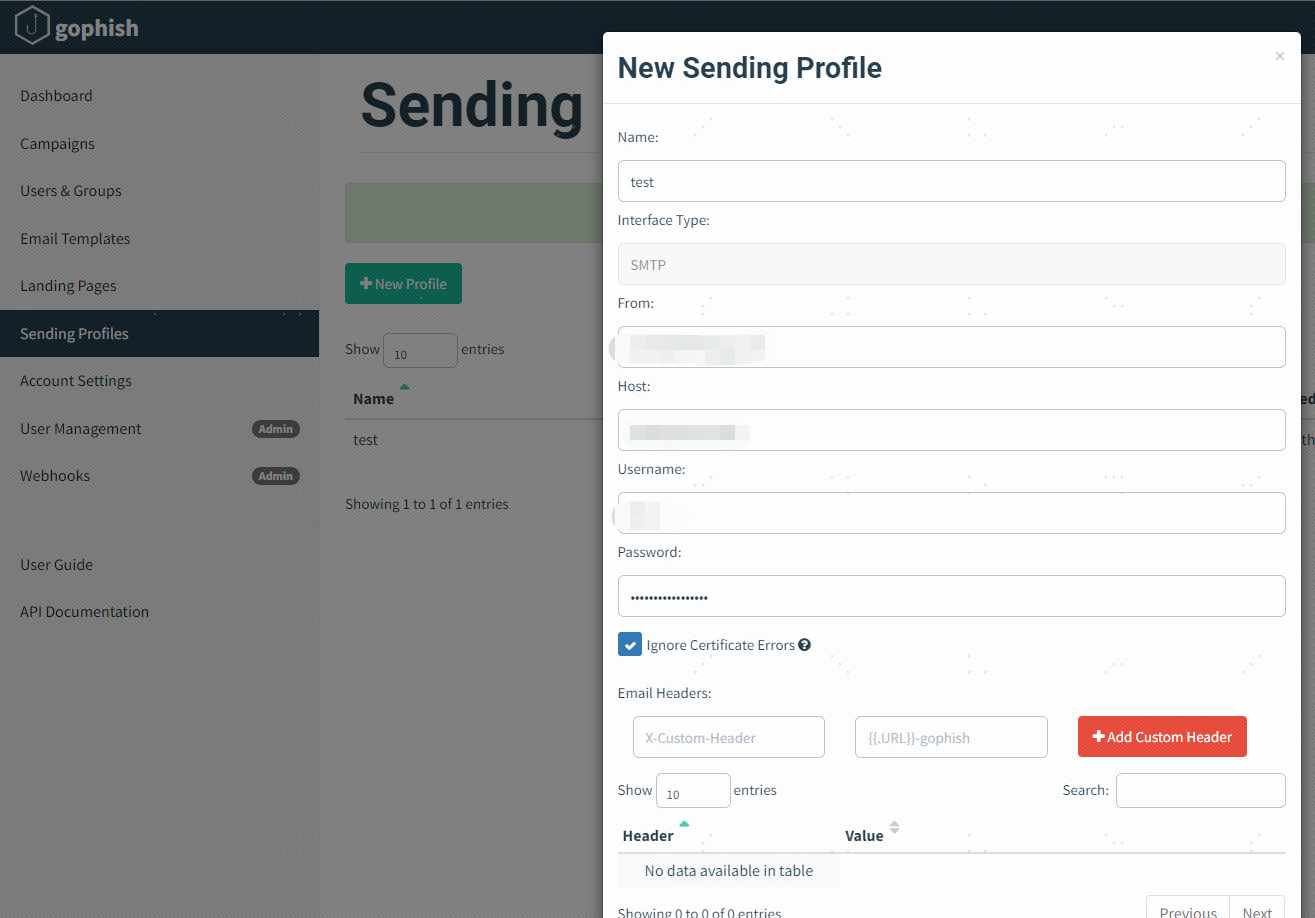 gophish
Dashboard
Campaigns
Users & Groups
Email Templates
Landing Pages
Sending Profiles
Account Settings
User Management Admin
Webhooks Admin
User Guide
API Documentation
Sending
New Profile
Show 10 entries
Name
test
Showing 1 to 1 of 1 entries
New Sending Profile
×
Name:
test
Interface Type:
SMTP
From:
Host:
Username:
Password:
•••••••••••••••••
Ignore Certificate Errors
Email Headers:
X-Custom-Header {{.URL}}-gophish Add Custom Header
Show 10 entries Search:
Header Value
No data available in table
Showing 0 to 0 of 0 entries
Previous Next